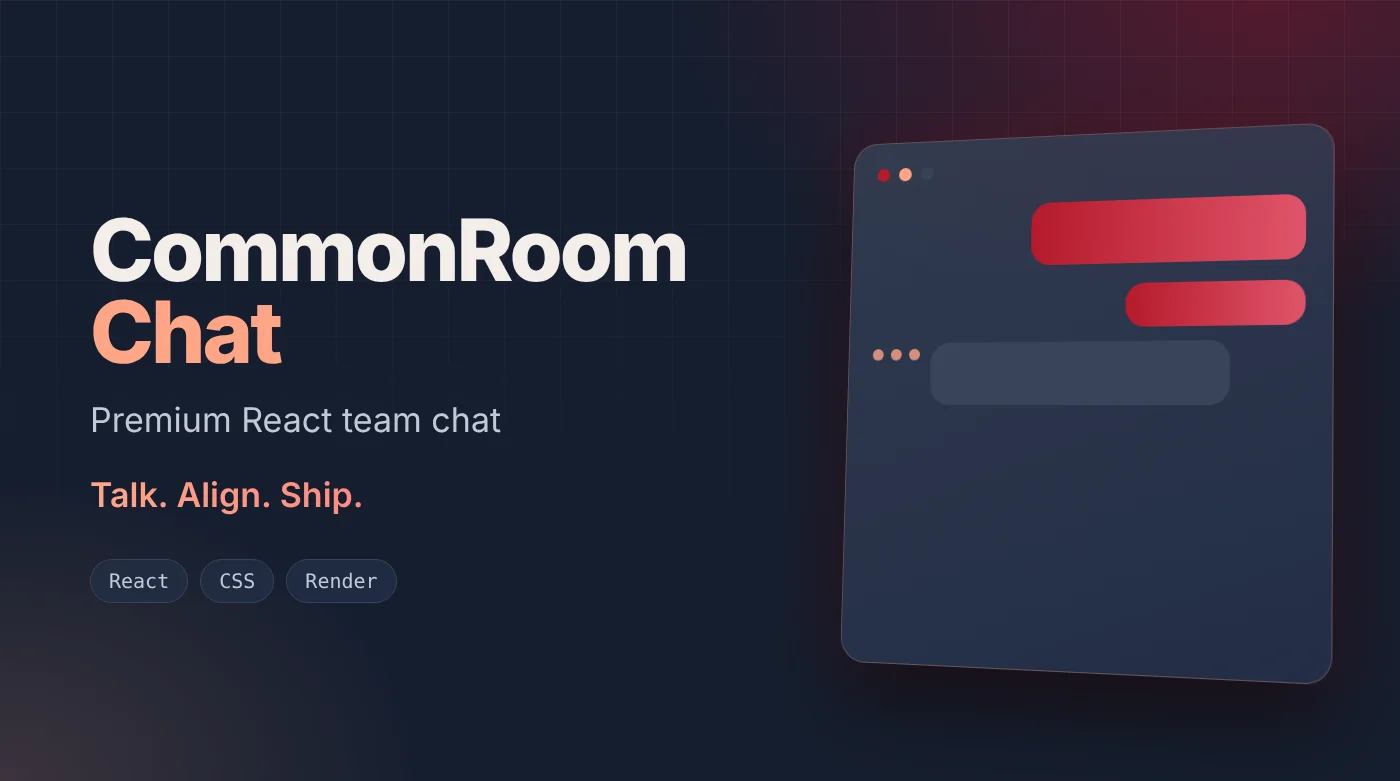 CommonRoom
Chat
Premium React team chat
Talk. Align. Ship.
React CSS Render